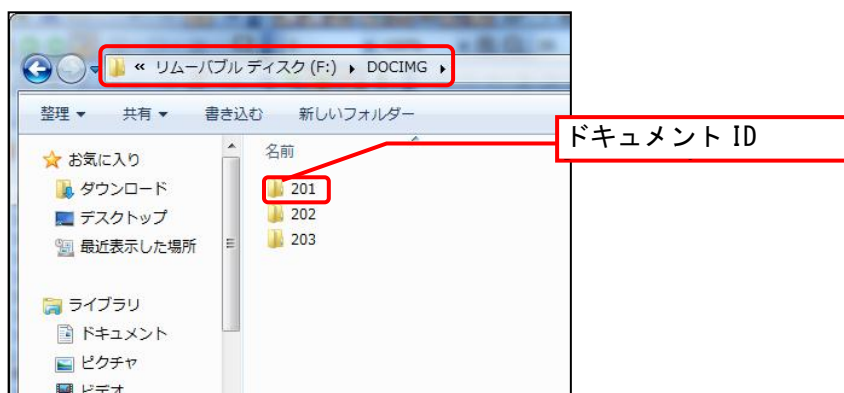 « リムーバブル ディスク (F:) ▸ DOCIMG ▸
整理 ▼ 共有 ▼ 書き込む 新しいフォルダー
ドキュメント ID
お気に入り
ダウンロード
デスクトップ
最近表示した場所
ライブラリ
ドキュメント
ピクチャ
ビデオ
名前
201
202
203